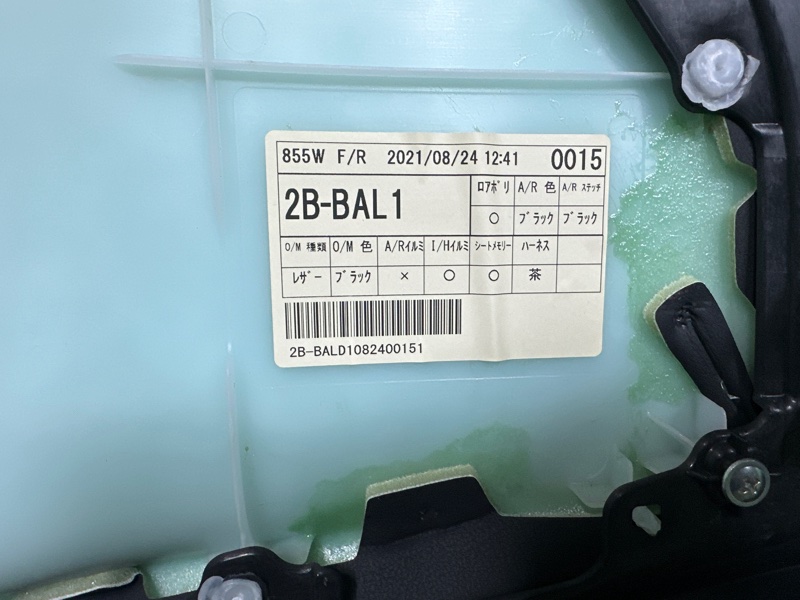 855W F/R 2021/08/24 12:41 0015
2B-BAL1
ﾛｱﾎﾟﾘ A/R 色 A/R ｽﾃｯﾁ
○ ﾌﾞﾗｯｸ ﾌﾞﾗｯｸ
O/M 種類 O/M 色 A/Rｲﾙﾐ I/Hｲﾙﾐ ｼｰﾄﾒﾓﾘｰ ﾊｰﾈｽ
ﾚｻﾞｰ ﾌﾞﾗｯｸ × ○ ○ 茶
2B-BALD1082400151